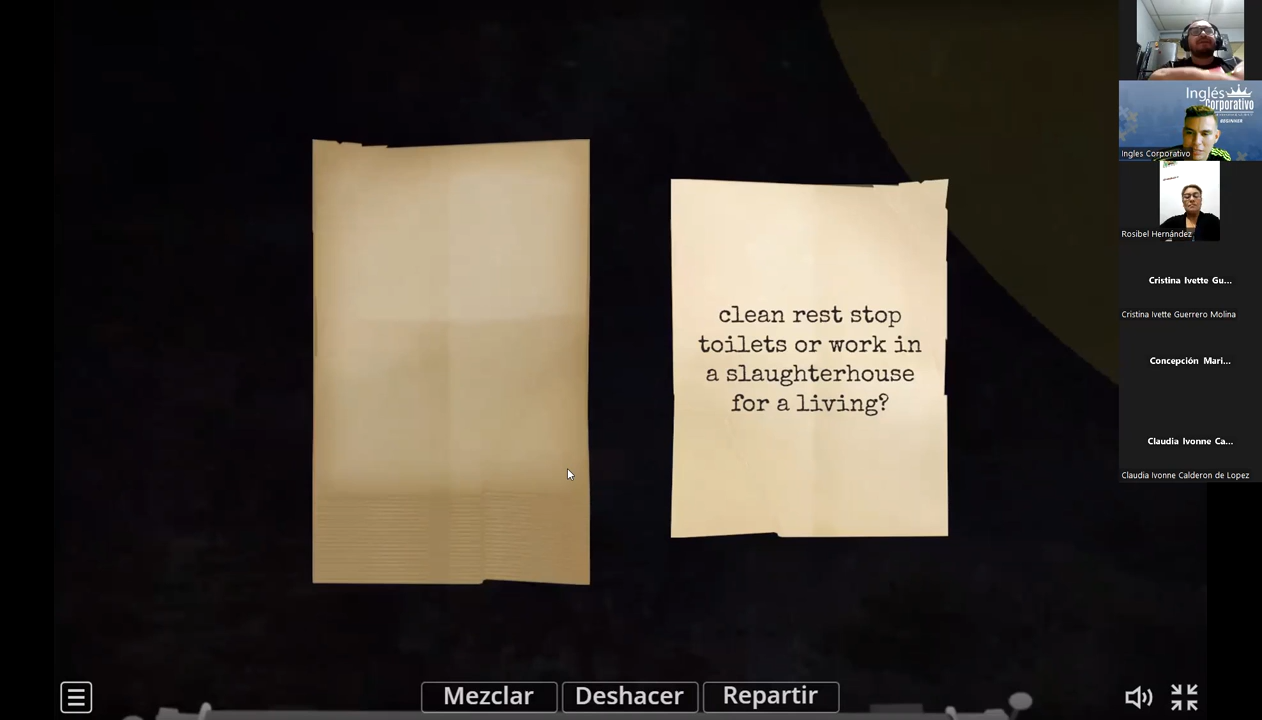 clean rest stop
toilets or work in
a slaughterhouse
for a living?
Mezclar
Deshacer
Repartir
Inglés
Corporativo
BEGINNER
Ingles Corporativo
Rosibel Hernández
Cristina Ivette Gu...
Cristina Ivette Guerrero Molina
Concepción Mari...
Claudia Ivonne Ca...
Claudia Ivonne Calderon de Lopez